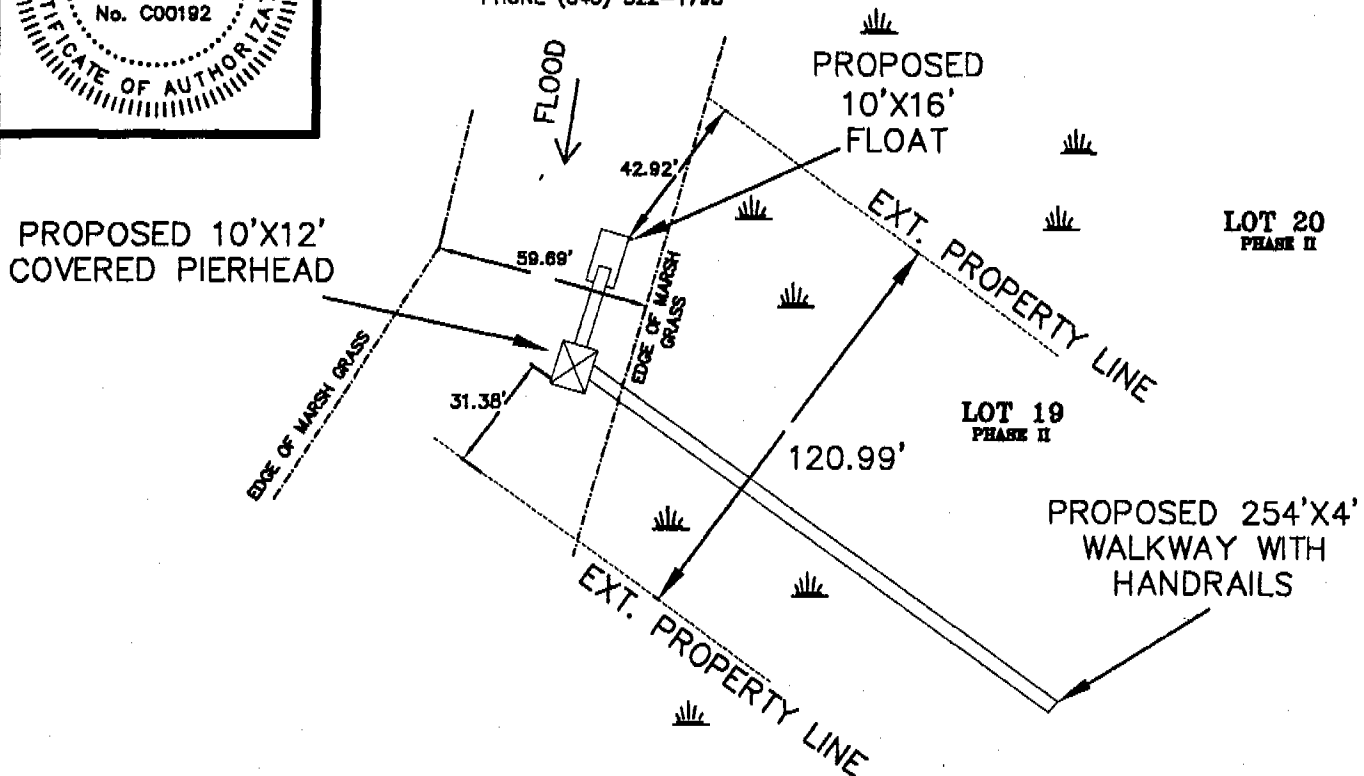 No. C00192
CERTIFICATE OF AUTHORIZAT
FLOOD
PROPOSED
10'X16'
FLOAT
42.92'
PROPOSED 10'X12'
COVERED PIERHEAD
59.69'
EDGE OF MARSH
GRASS
EXT. PROPERTY LINE
LOT 20
PHASE II
EDGE OF MARSH GRASS
31.38'
LOT 19
PHASE II
120.99'
PROPOSED 254'X4'
WALKWAY WITH
HANDRAILS
EXT. PROPERTY LINE